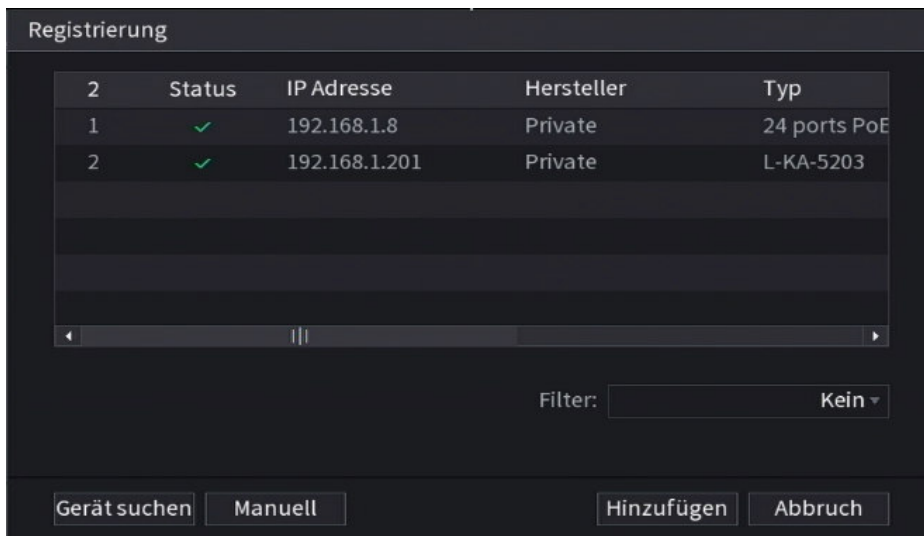 Registrierung
2 Status IP Adresse Hersteller Typ
1 192.168.1.8 Private 24 ports PoE
2 192.168.1.201 Private L-KA-5203
Filter: Kein
Gerät suchen Manuell Hinzufügen Abbruch